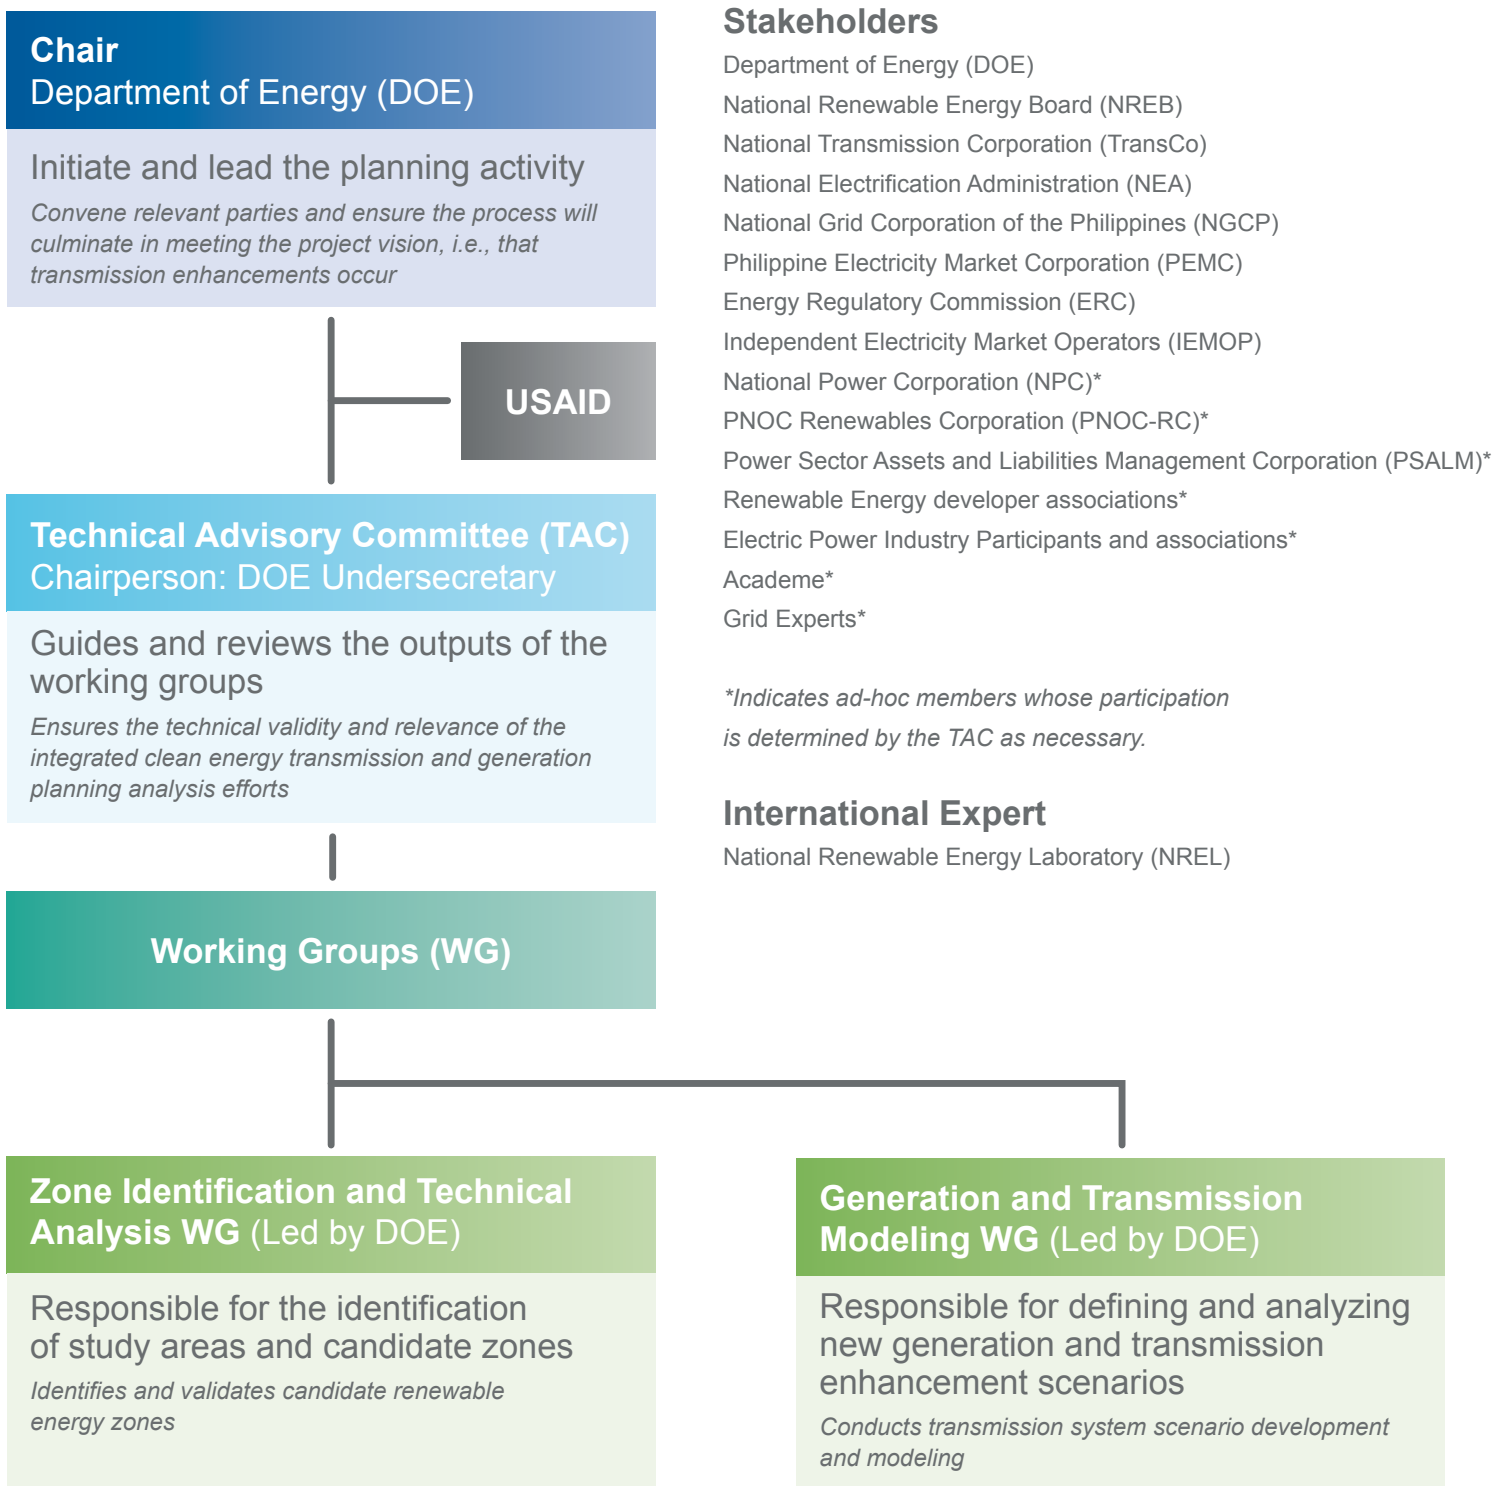 Chair
Department of Energy (DOE)
Initiate and lead the planning activity
Convene relevant parties and ensure the process will
culminate in meeting the project vision, i.e., that
transmission enhancements occur
USAID
Technical Advisory Committee (TAC)
Chairperson: DOE Undersecretary
Guides and reviews the outputs of the
working groups
Ensures the technical validity and relevance of the
integrated clean energy transmission and generation
planning analysis efforts
Working Groups (WG)
Zone Identification and Technical
Analysis WG (Led by DOE)
Responsible for the identification
of study areas and candidate zones
Identifies and validates candidate renewable
energy zones
Generation and Transmission
Modeling WG (Led by DOE)
Responsible for defining and analyzing
new generation and transmission
enhancement scenarios
Conducts transmission system scenario development
and modeling
Stakeholders
Department of Energy (DOE)
National Renewable Energy Board (NREB)
National Transmission Corporation (TransCo)
National Electrification Administration (NEA)
National Grid Corporation of the Philippines (NGCP)
Philippine Electricity Market Corporation (PEMC)
Energy Regulatory Commission (ERC)
Independent Electricity Market Operators (IEMOP)
National Power Corporation (NPC)*
PNOC Renewables Corporation (PNOC-RC)*
Power Sector Assets and Liabilities Management Corporation (PSALM)*
Renewable Energy developer associations*
Electric Power Industry Participants and associations*
Academe*
Grid Experts*
*Indicates ad-hoc members whose participation
is determined by the TAC as necessary.
International Expert
National Renewable Energy Laboratory (NREL)